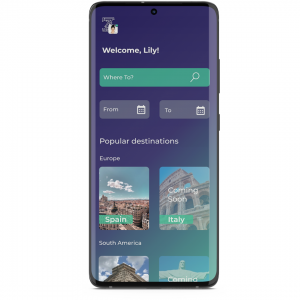 Welcome, Lily!
Where To?
From
To
Popular destinations
Europe
Coming
Soon
Spain
Italy
South America
Coming